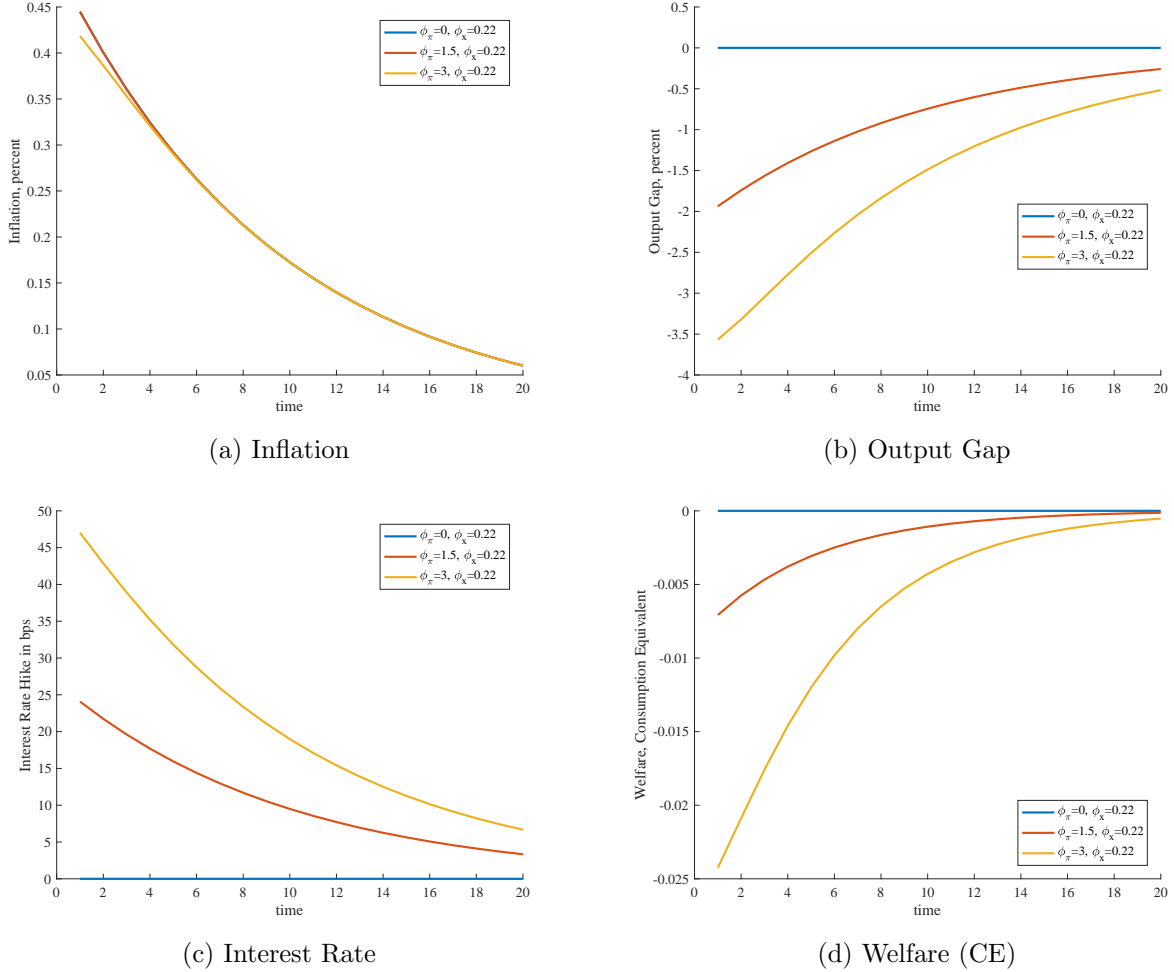 0.45
0.4
0.35
0.3
0.25
0.2
0.15
0.1
0.05
0 2 4 6 8 10 12 14 16 18 20
time
Inflation, percent
ϕπ=0, ϕx=0.22
ϕπ=1.5, ϕx=0.22
ϕπ=3, ϕx=0.22
(a) Inflation
0.5
0
-0.5
-1
-1.5
-2
-2.5
-3
-3.5
-4
0 2 4 6 8 10 12 14 16 18 20
time
Output Gap, percent
ϕπ=0, ϕx=0.22
ϕπ=1.5, ϕx=0.22
ϕπ=3, ϕx=0.22
(b) Output Gap
50
45
40
35
30
25
20
15
10
5
0
0 2 4 6 8 10 12 14 16 18 20
time
Interest Rate Hike in bps
ϕπ=0, ϕx=0.22
ϕπ=1.5, ϕx=0.22
ϕπ=3, ϕx=0.22
(c) Interest Rate
0
-0.005
-0.01
-0.015
-0.02
-0.025
0 2 4 6 8 10 12 14 16 18 20
time
Welfare, Consumption Equivalent
ϕπ=0, ϕx=0.22
ϕπ=1.5, ϕx=0.22
ϕπ=3, ϕx=0.22
(d) Welfare (CE)